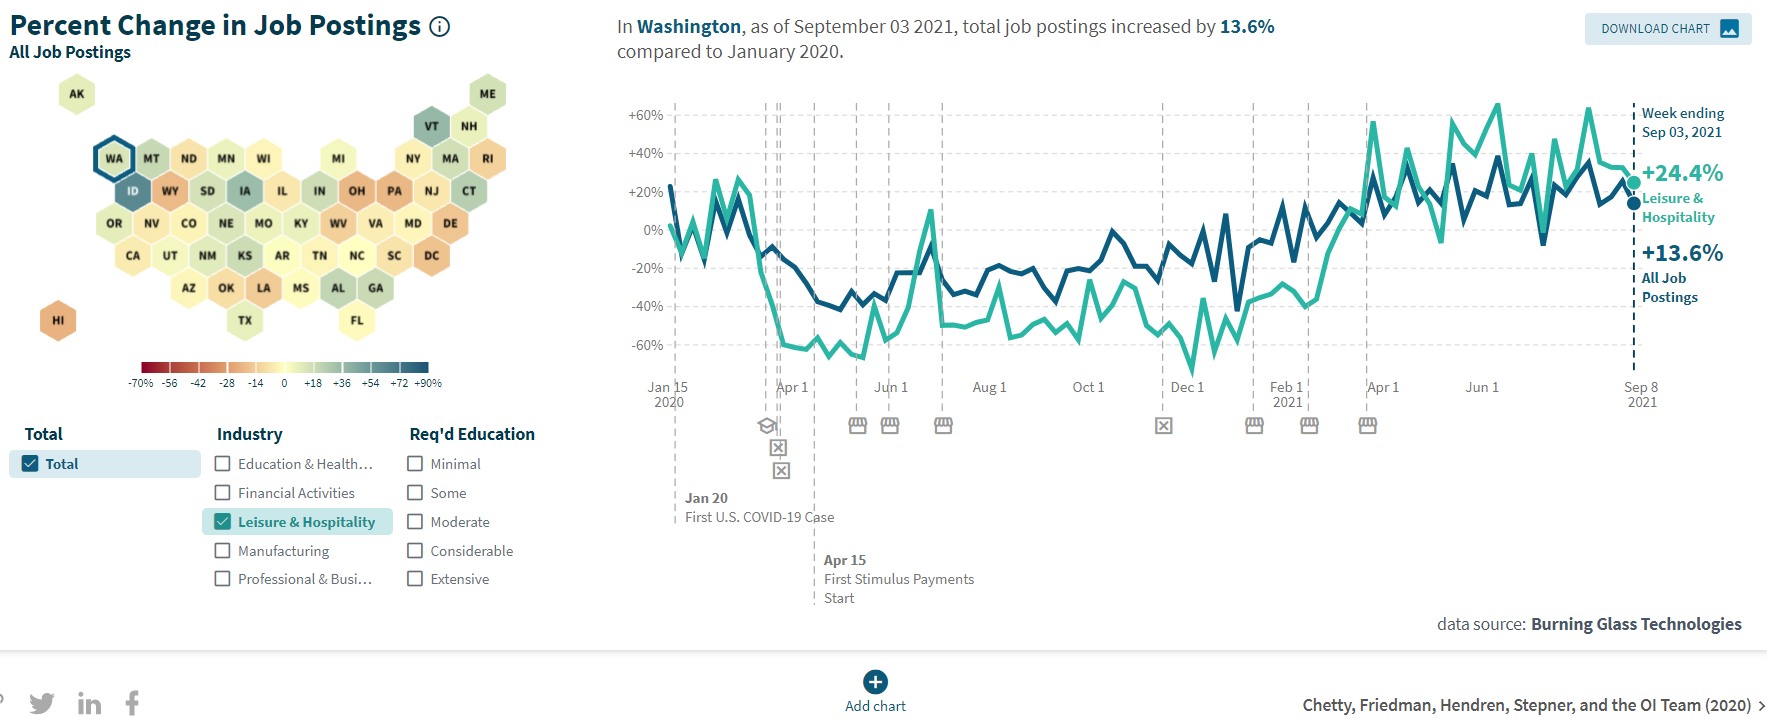 Percent Change in Job Postings
All Job Postings
In Washington, as of September 03 2021, total job postings increased by 13.6%
compared to January 2020.
DOWNLOAD CHART
AK
ME
VT
NH
WA
MT
ND
MN
WI
MI
NY
MA
RI
ID
WY
SD
IA
IL
IN
OH
PA
NJ
CT
OR
NV
CO
NE
MO
KY
WV
VA
MD
DE
CA
UT
NM
KS
AR
TN
NC
SC
DC
AZ
OK
LA
MS
AL
GA
HI
TX
FL
-70%
-56
-42
-28
-14
0
+18
+36
+54
+72
+90%
+60%
+40%
+20%
0%
-20%
-40%
-60%
Week ending
Sep 03, 2021
+24.4%
Leisure &
Hospitality
+13.6%
All Job
Postings
Jan 15
2020
Apr 1
Jun 1
Aug 1
Oct 1
Dec 1
Feb 1
2021
Apr 1
Jun 1
Sep 8
2021
Jan 20
First U.S. COVID-19 Case
Apr 15
First Stimulus Payments
Start
Total
Total
Industry
Education & Health…
Financial Activities
Leisure & Hospitality
Manufacturing
Professional & Busi…
Req'd Education
Minimal
Some
Moderate
Considerable
Extensive
data source: Burning Glass Technologies
Add chart
Chetty, Friedman, Hendren, Stepner, and the OI Team (2020)